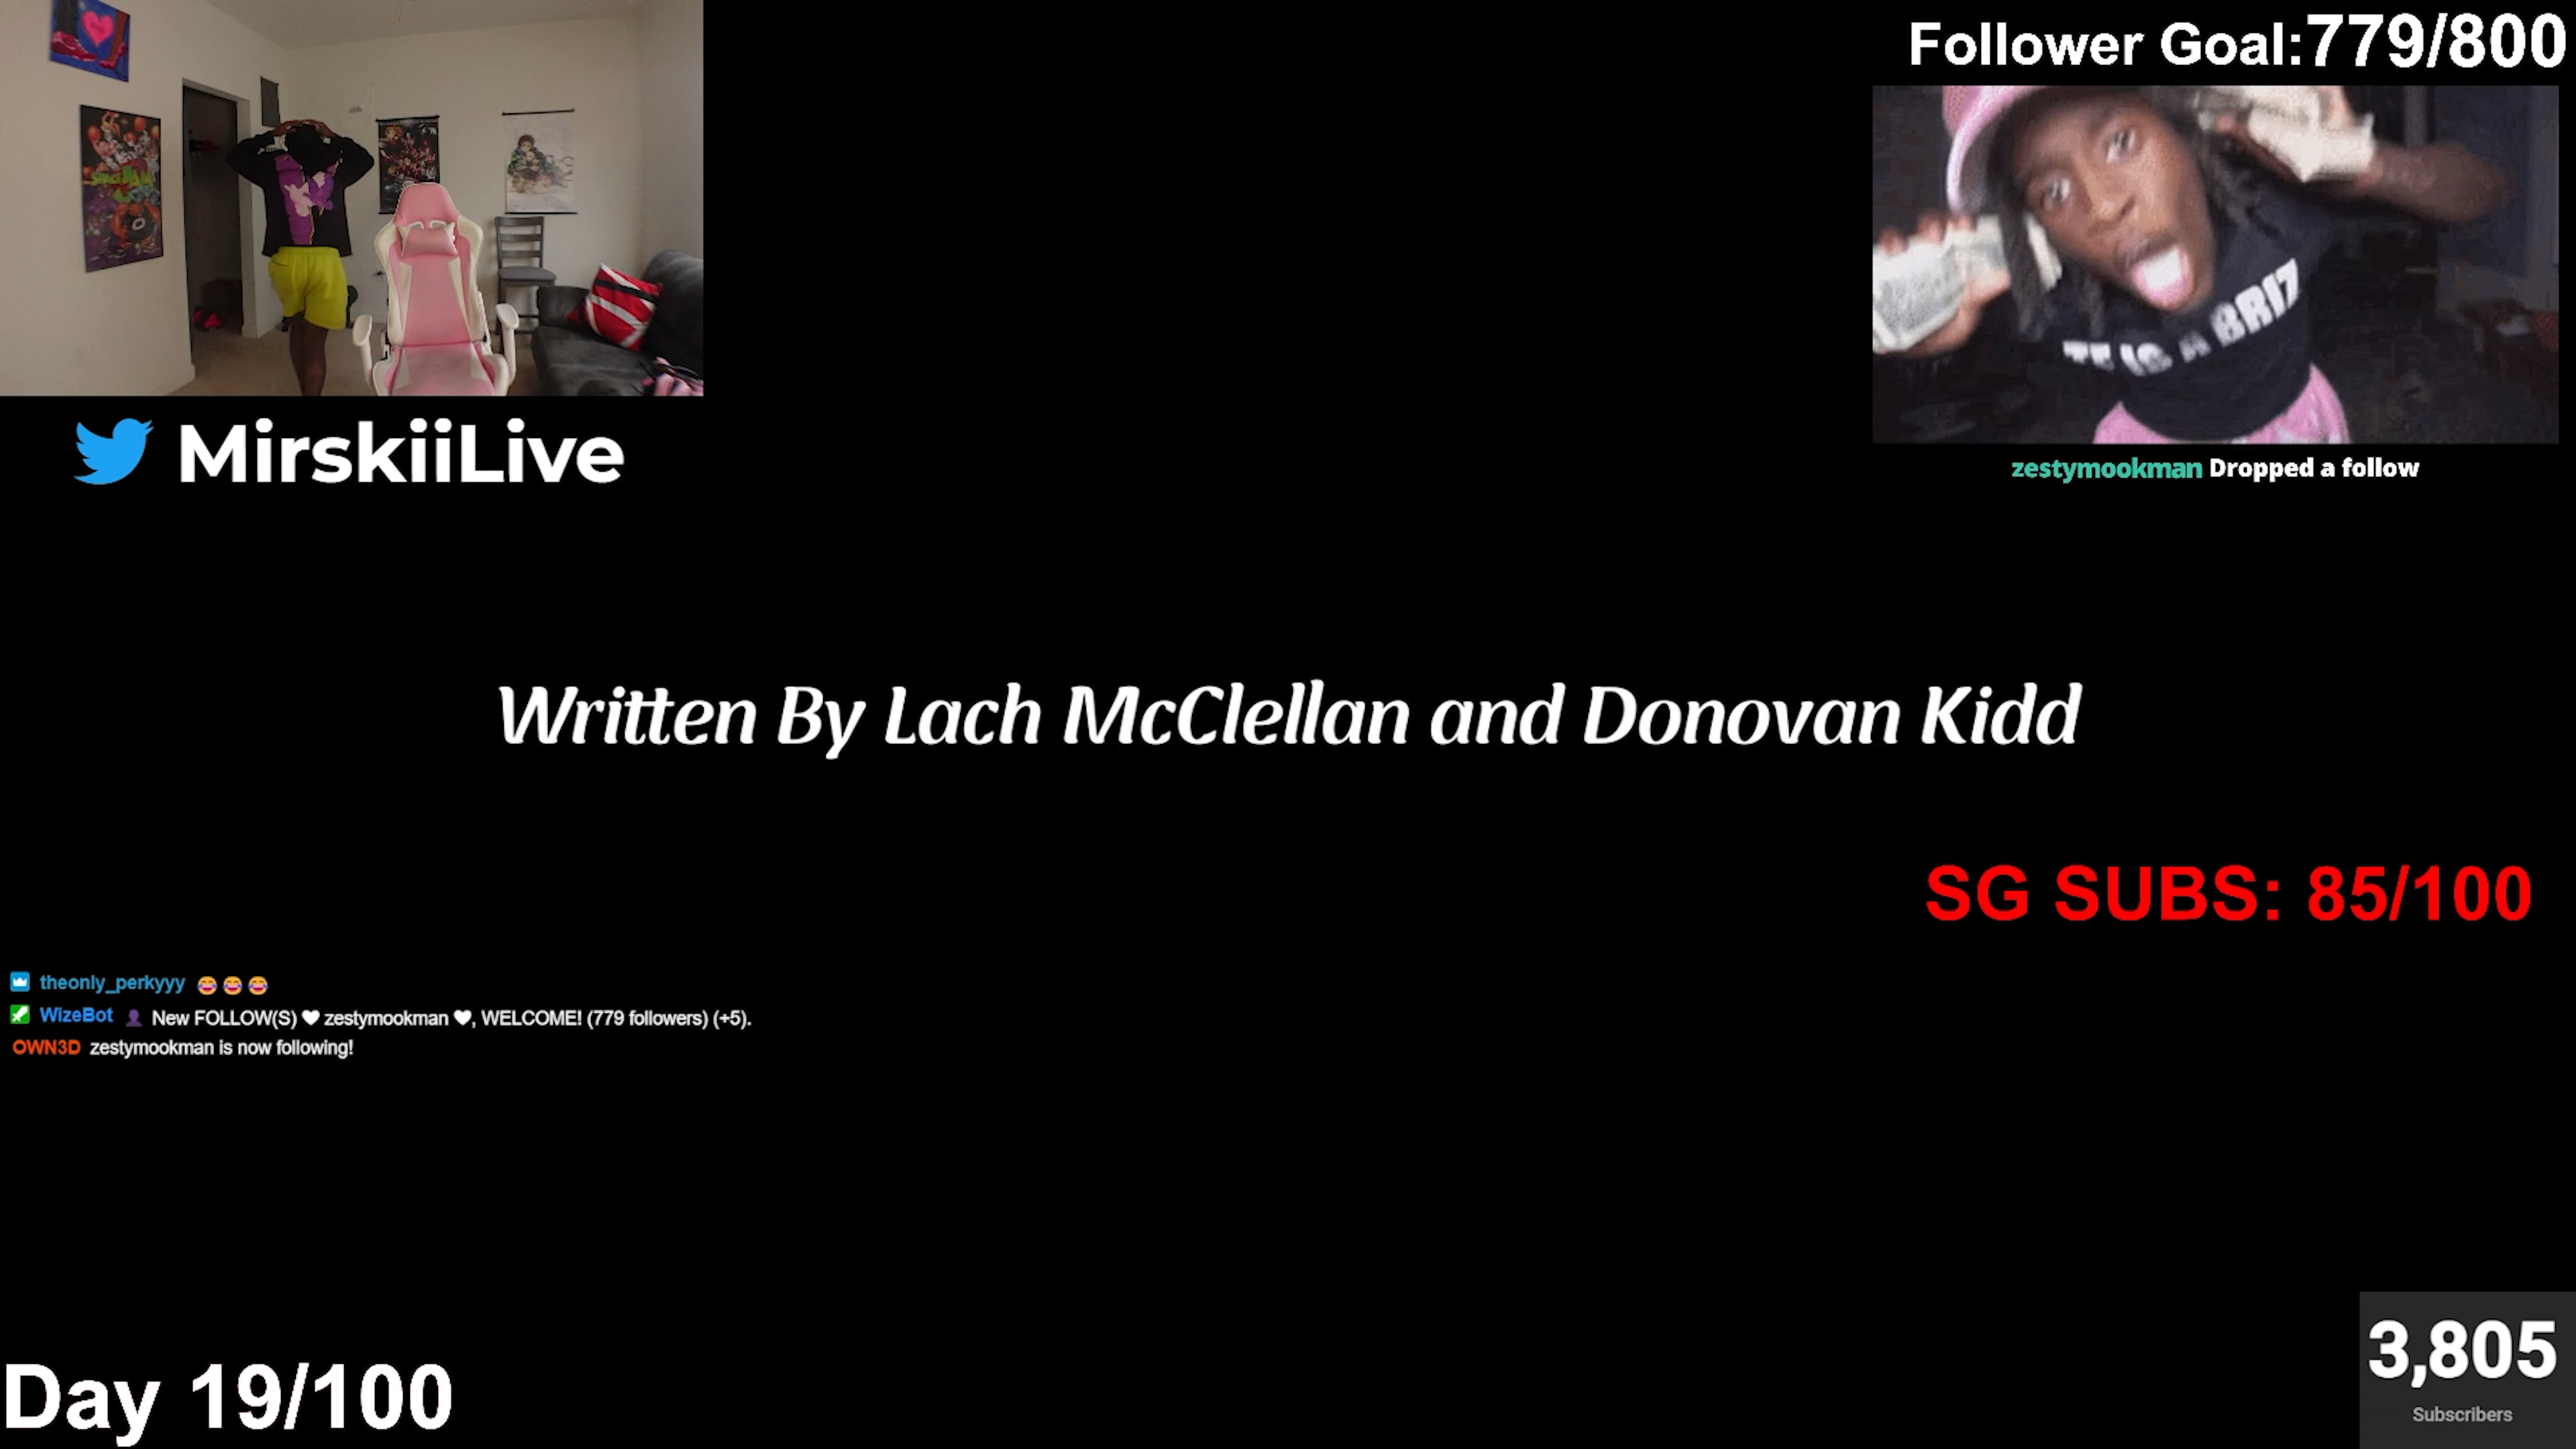 Follower Goal:779/800
MirskiiLive
zestymookman Dropped a follow
Written By Lach McClellan and Donovan Kidd
SG SUBS: 85/100
theonly_perkyyy 😂😂😂
WizeBot 👤 New FOLLOW(S) ♥ zestymookman ♥, WELCOME! (779 followers) (+5).
OWN3D zestymookman is now following!
Day 19/100
3,805
Subscribers